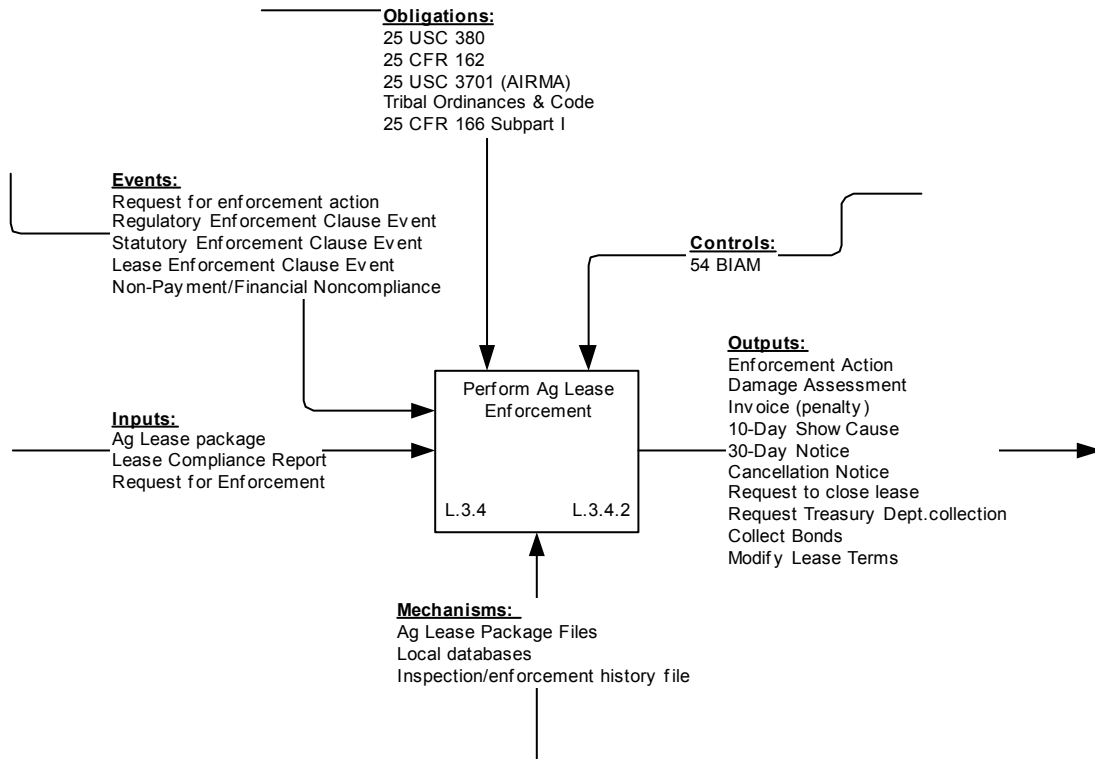 Obligations:
25 USC 380
25 CFR 162
25 USC 3701 (AIRMA)
Tribal Ordinances & Code
25 CFR 166 Subpart I
Events:
Request for enforcement action
Regulatory Enforcement Clause Event
Statutory Enforcement Clause Event
Lease Enforcement Clause Event
Non-Payment/Financial Noncompliance
Controls:
54 BIAM
Inputs:
Ag Lease package
Lease Compliance Report
Request for Enforcement
Perform Ag Lease
Enforcement
L.3.4 L.3.4.2
Outputs:
Enforcement Action
Damage Assessment
Invoice (penalty)
10-Day Show Cause
30-Day Notice
Cancellation Notice
Request to close lease
Request Treasury Dept.collection
Collect Bonds
Modify Lease Terms
Mechanisms:
Ag Lease Package Files
Local databases
Inspection/enforcement history file